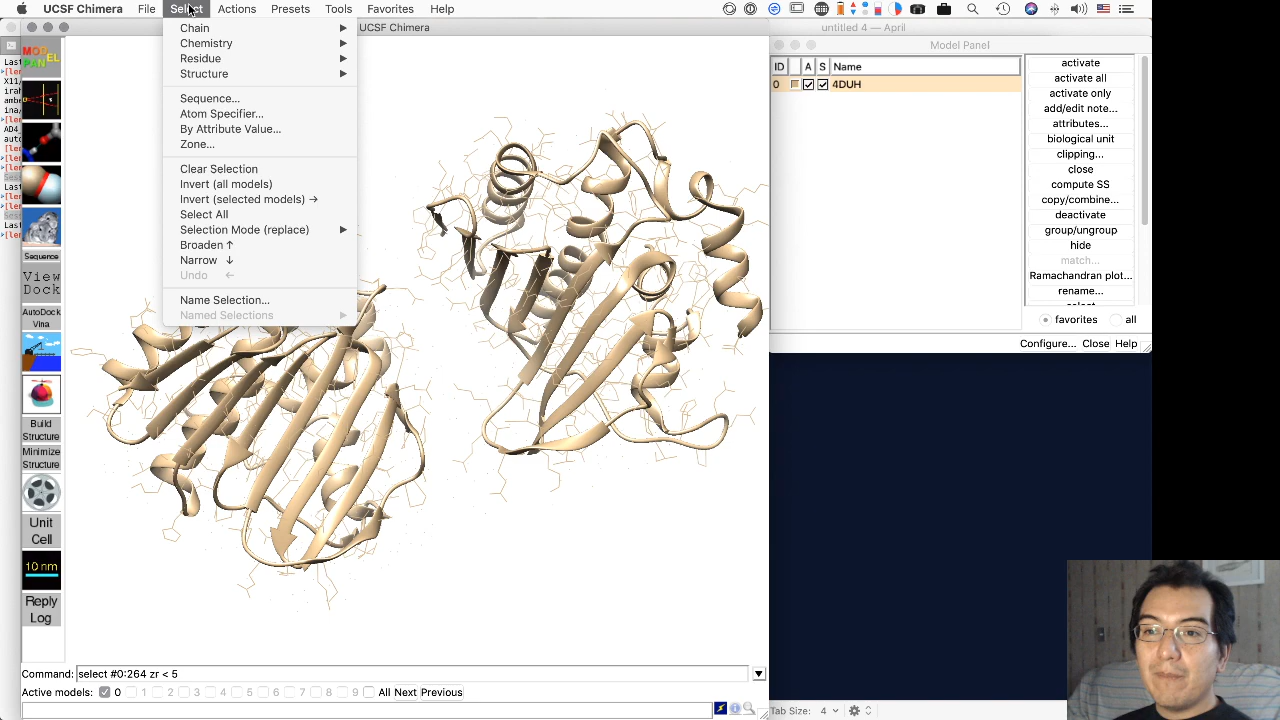 UCSF Chimera File Select Actions Presets Tools Favorites Help
UCSF Chimera
untitled 4 — April
Model Panel
Chain
Chemistry
Residue
Structure
Sequence...
Atom Specifier...
By Attribute Value...
Zone...
Clear Selection
Invert (all models)
Invert (selected models) →
Select All
Selection Mode (replace)
Broaden ↑
Narrow ↓
Undo ←
Name Selection...
Named Selections
MOD
PAN EL
Sequence
View
Dock
AutoDock
Vina
Build
Structure
Minimize
Structure
Unit
Cell
10 nm
Reply
Log
ID A S Name
0 4DUH
activate
activate all
activate only
add/edit note...
attributes...
biological unit
clipping...
close
compute SS
copy/combine...
deactivate
group/ungroup
hide
match...
Ramachandran plot...
rename...
favorites all
Configure... Close Help
Command: select #0:264 zr < 5
Active models: 0 1 2 3 4 5 6 7 8 9 All Next Previous
Tab Size: 4